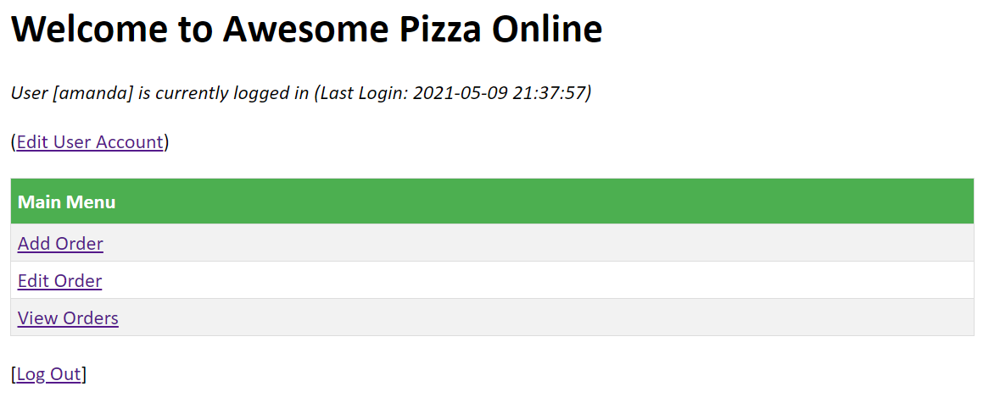 Welcome to Awesome Pizza Online
User [amanda] is currently logged in (Last Login: 2021-05-09 21:37:57)
(Edit User Account)
Main Menu
Add Order
Edit Order
View Orders
[Log Out]